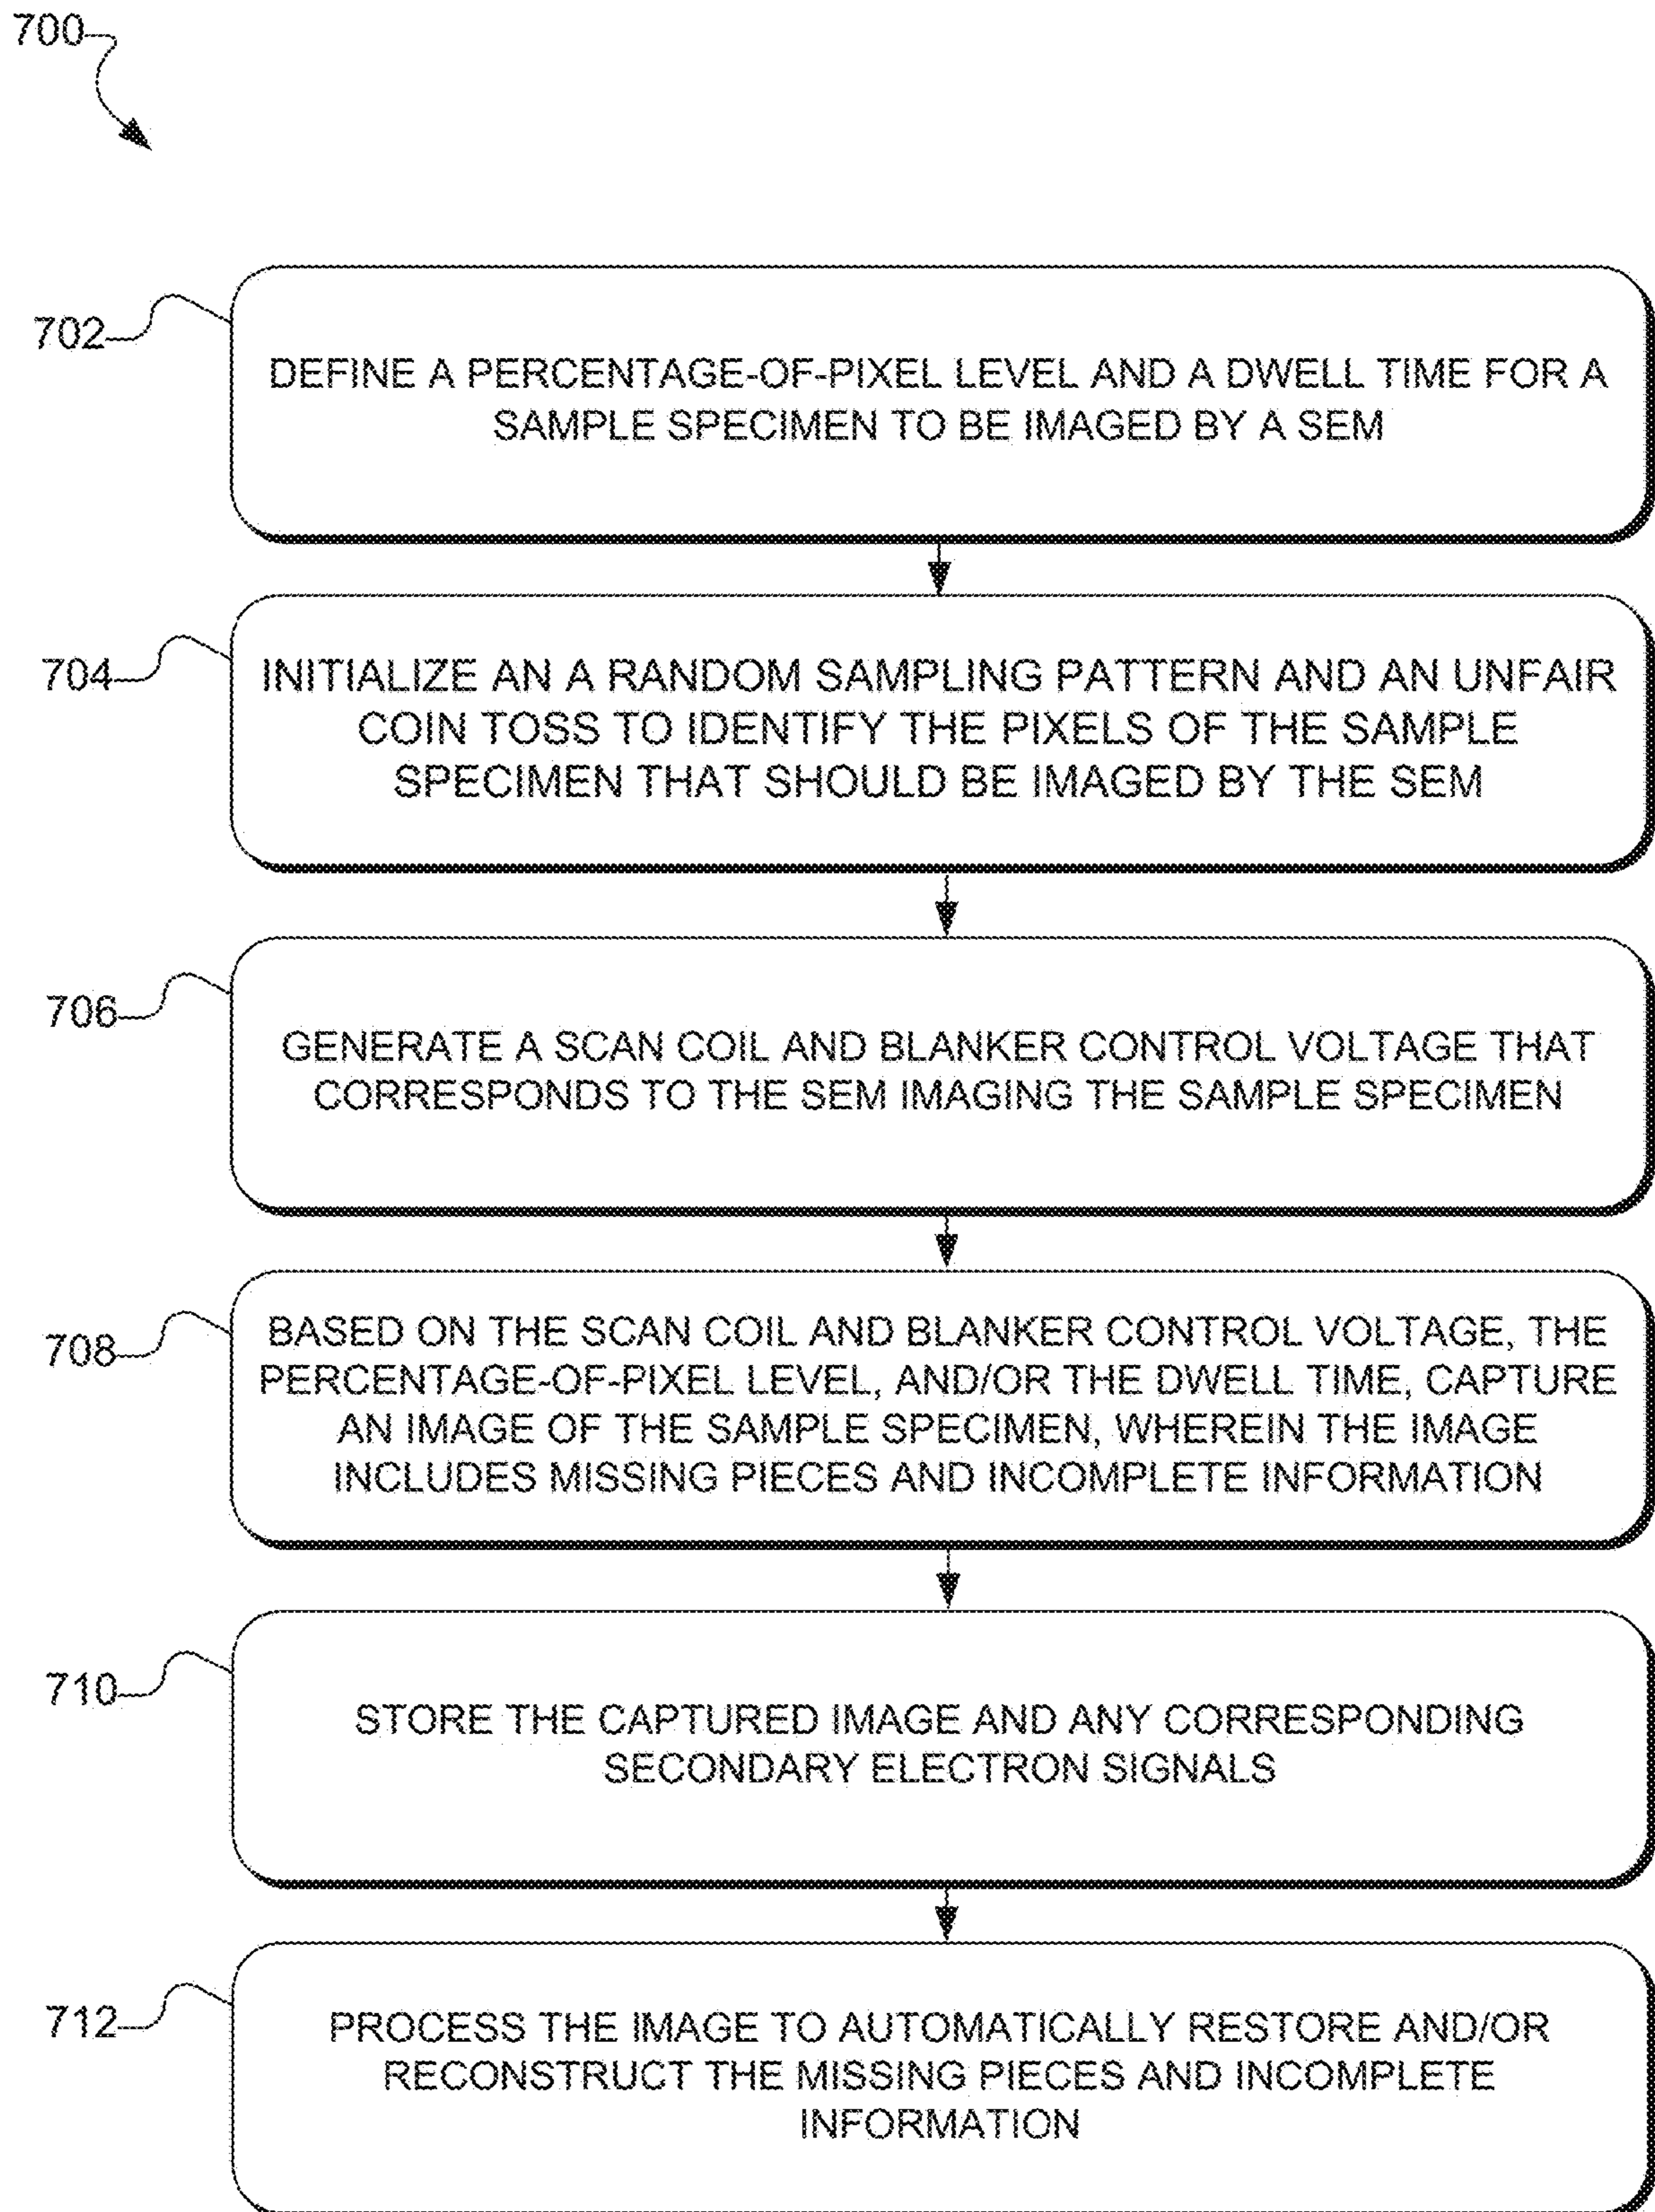 700
702
DEFINE A PERCENTAGE-OF-PIXEL LEVEL AND A DWELL TIME FOR A
SAMPLE SPECIMEN TO BE IMAGED BY A SEM
704
INITIALIZE AN A RANDOM SAMPLING PATTERN AND AN UNFAIR
COIN TOSS TO IDENTIFY THE PIXELS OF THE SAMPLE
SPECIMEN THAT SHOULD BE IMAGED BY THE SEM
706
GENERATE A SCAN COIL AND BLANKER CONTROL VOLTAGE THAT
CORRESPONDS TO THE SEM IMAGING THE SAMPLE SPECIMEN
708
BASED ON THE SCAN COIL AND BLANKER CONTROL VOLTAGE, THE
PERCENTAGE-OF-PIXEL LEVEL, AND/OR THE DWELL TIME, CAPTURE
AN IMAGE OF THE SAMPLE SPECIMEN, WHEREIN THE IMAGE
INCLUDES MISSING PIECES AND INCOMPLETE INFORMATION
710
STORE THE CAPTURED IMAGE AND ANY CORRESPONDING
SECONDARY ELECTRON SIGNALS
712
PROCESS THE IMAGE TO AUTOMATICALLY RESTORE AND/OR
RECONSTRUCT THE MISSING PIECES AND INCOMPLETE
INFORMATION